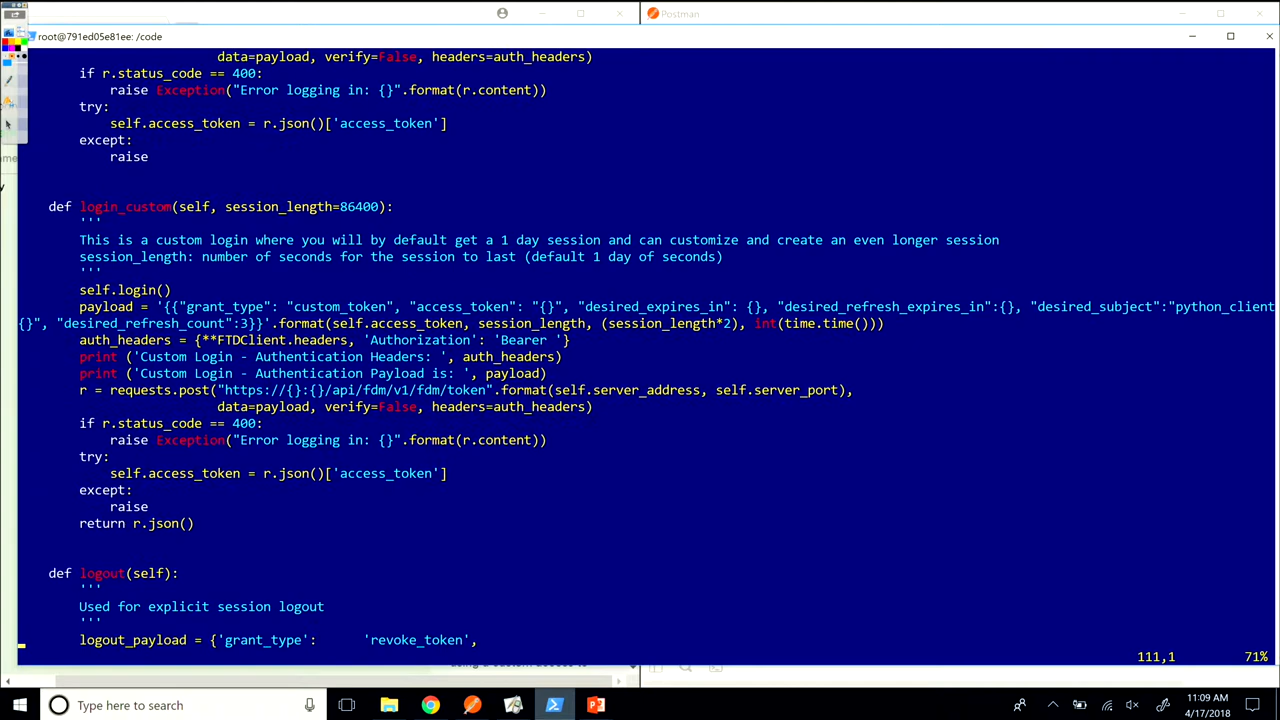 Postman
root@791ed05e81ee: /code
data=payload, verify=False, headers=auth_headers)
if r.status_code == 400:
raise Exception("Error logging in: {}".format(r.content))
try:
self.access_token = r.json()['access_token']
except:
raise
def login_custom(self, session_length=86400):
'''
This is a custom login where you will by default get a 1 day session and can customize and create an even longer session
session_length: number of seconds for the session to last (default 1 day of seconds)
'''
self.login()
payload = '{{"grant_type": "custom_token", "access_token": "{}", "desired_expires_in": {}, "desired_refresh_expires_in":{}, "desired_subject":"python_client
{}", "desired_refresh_count":3}}'.format(self.access_token, session_length, (session_length*2), int(time.time()))
auth_headers = {**FTDClient.headers, 'Authorization': 'Bearer '}
print ('Custom Login - Authentication Headers: ', auth_headers)
print ('Custom Login - Authentication Payload is: ', payload)
r = requests.post("https://{}:{}/api/fdm/v1/fdm/token".format(self.server_address, self.server_port),
data=payload, verify=False, headers=auth_headers)
if r.status_code == 400:
raise Exception("Error logging in: {}".format(r.content))
try:
self.access_token = r.json()['access_token']
except:
raise
return r.json()
def logout(self):
'''
Used for explicit session logout
'''
logout_payload = {'grant_type': 'revoke_token',
111,1 71%
Type here to search
11:09 AM
4/17/2018